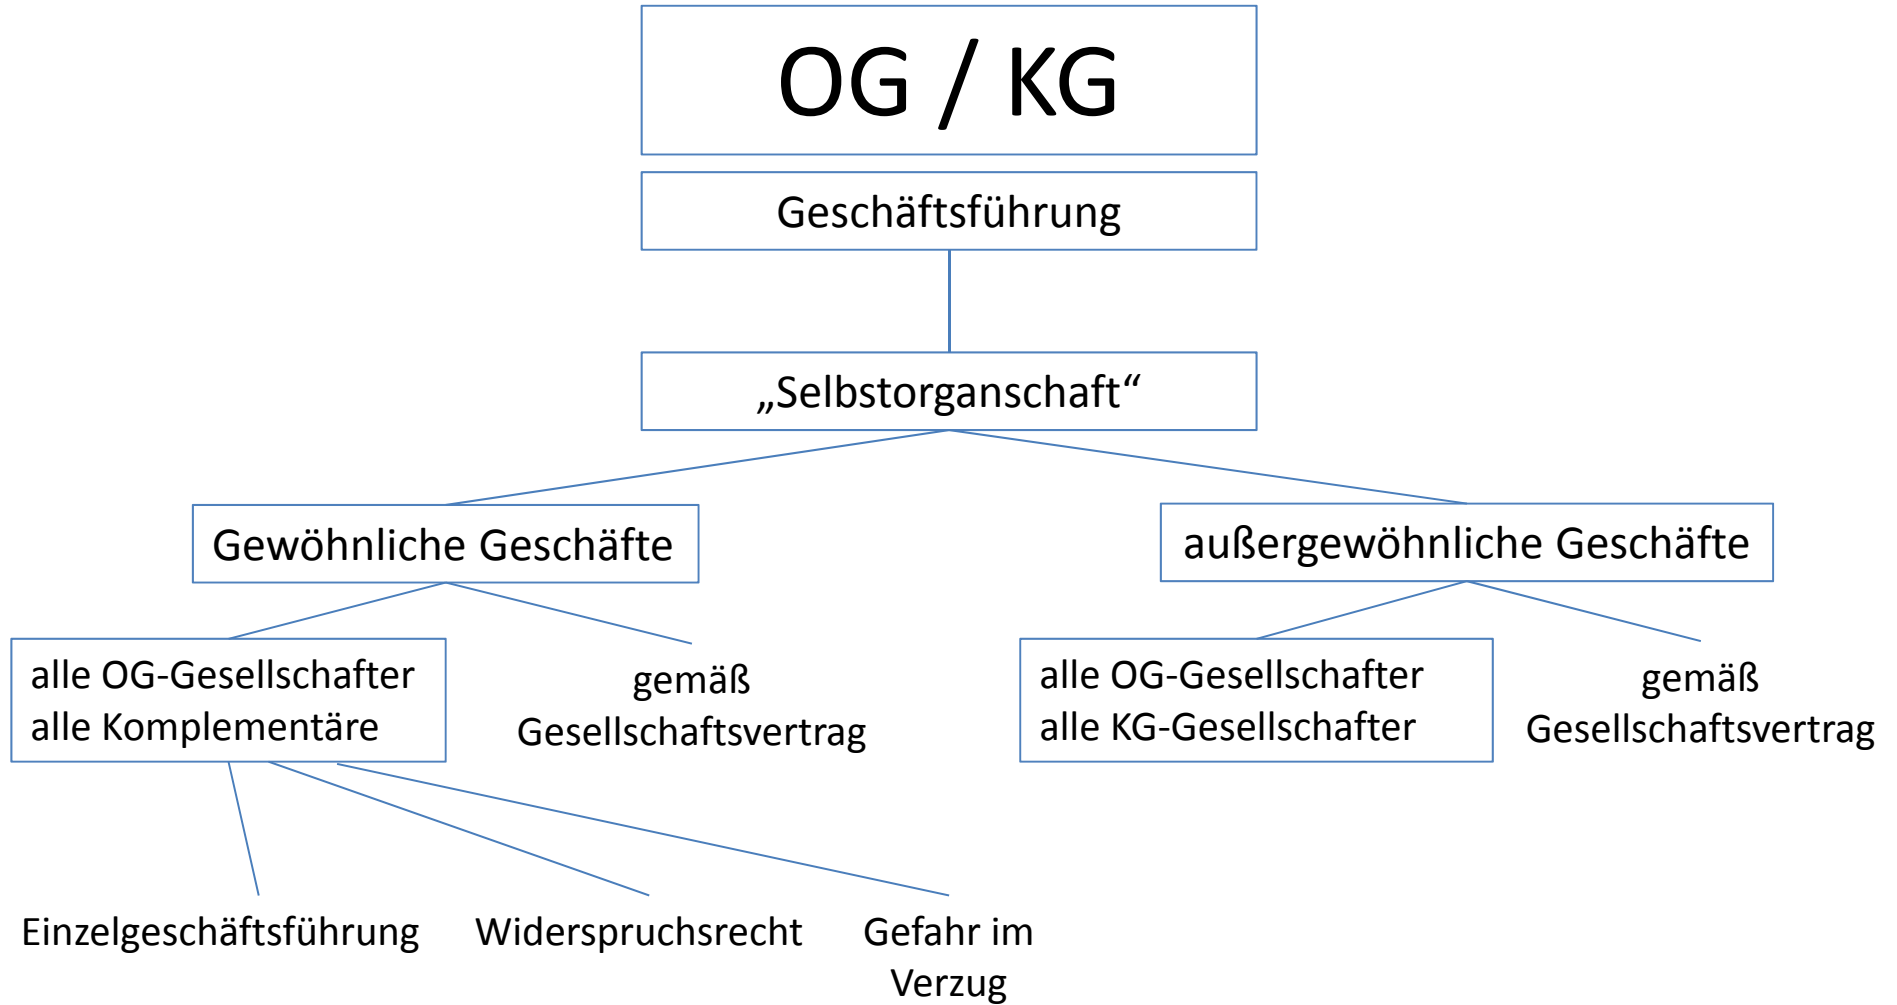 OG / KG
Geschäftsführung
„Selbstorganschaft“
Gewöhnliche Geschäfte
außergewöhnliche Geschäfte
alle OG-Gesellschafter
alle Komplementäre
gemäß
Gesellschaftsvertrag
alle OG-Gesellschafter
alle KG-Gesellschafter
gemäß
Gesellschaftsvertrag
Einzelgeschäftsführung
Widerspruchsrecht
Gefahr im
Verzug